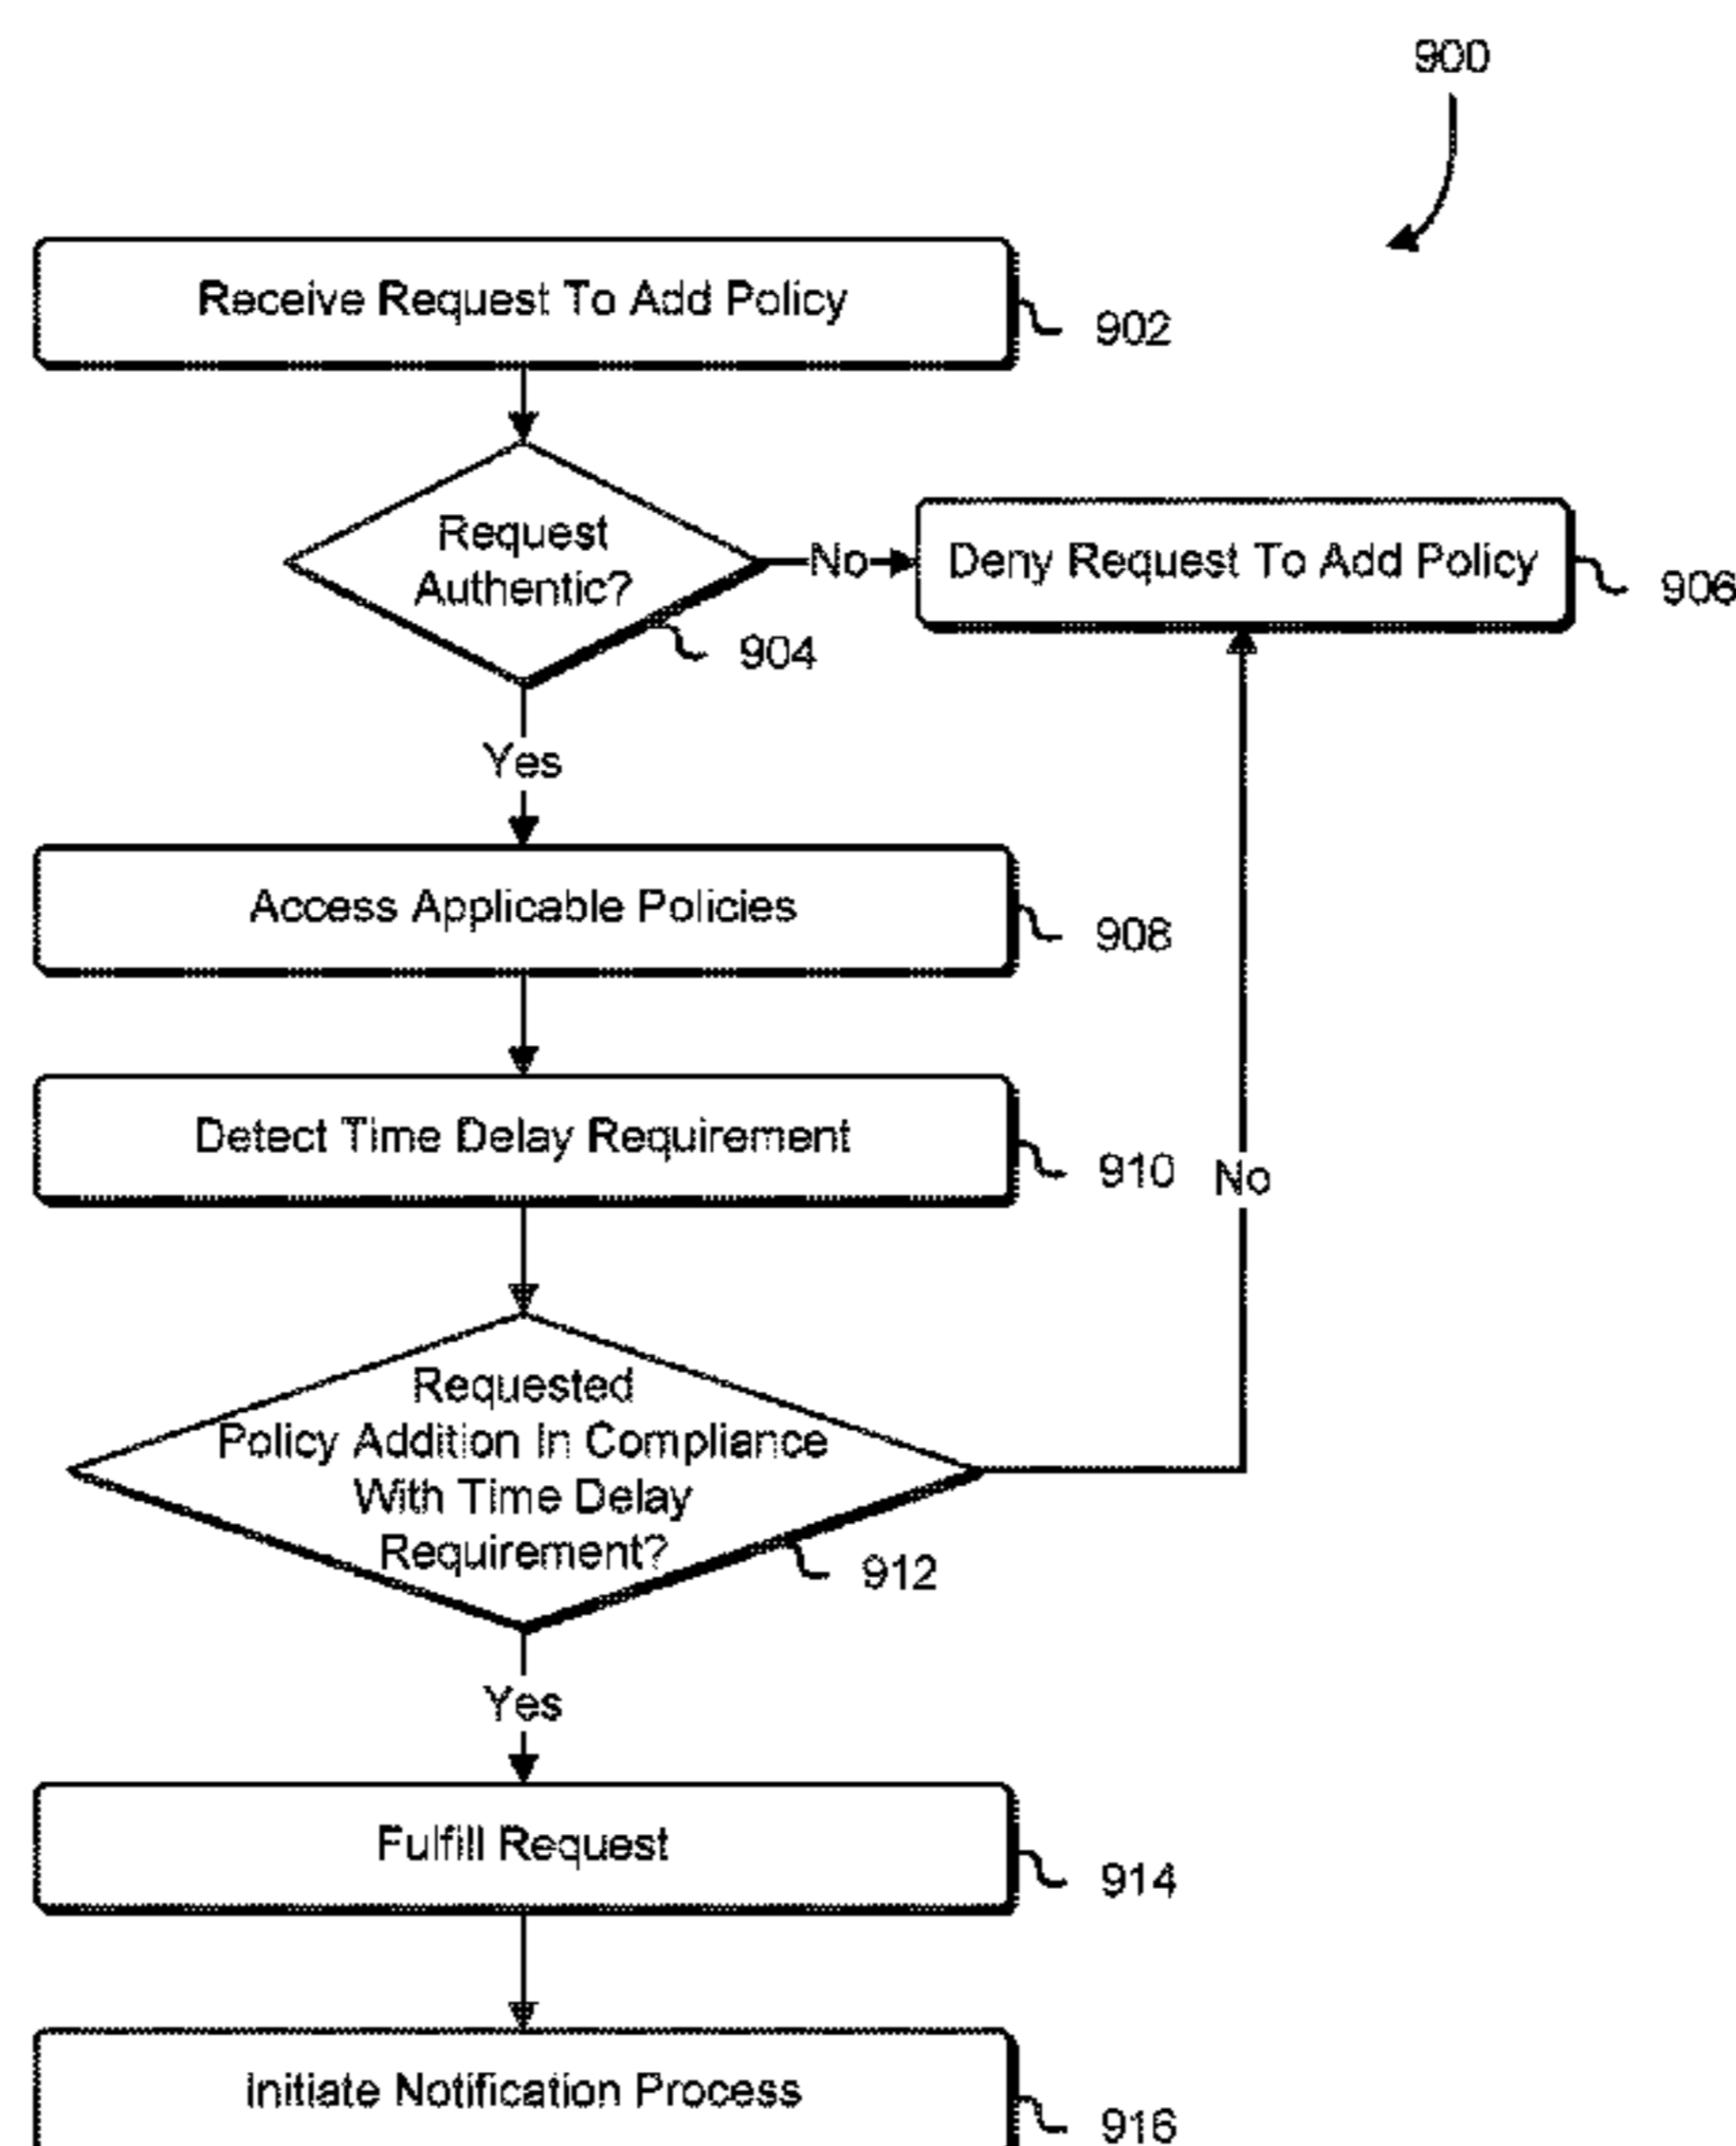 900
Receive Request To Add Policy
902
Request
Authentic?
904
No
Deny Request To Add Policy
906
Yes
Access Applicable Policies
908
Detect Time Delay Requirement
910
No
Requested
Policy Addition In Compliance
With Time Delay
Requirement?
912
Yes
Fulfill Request
914
Initiate Notification Process
916